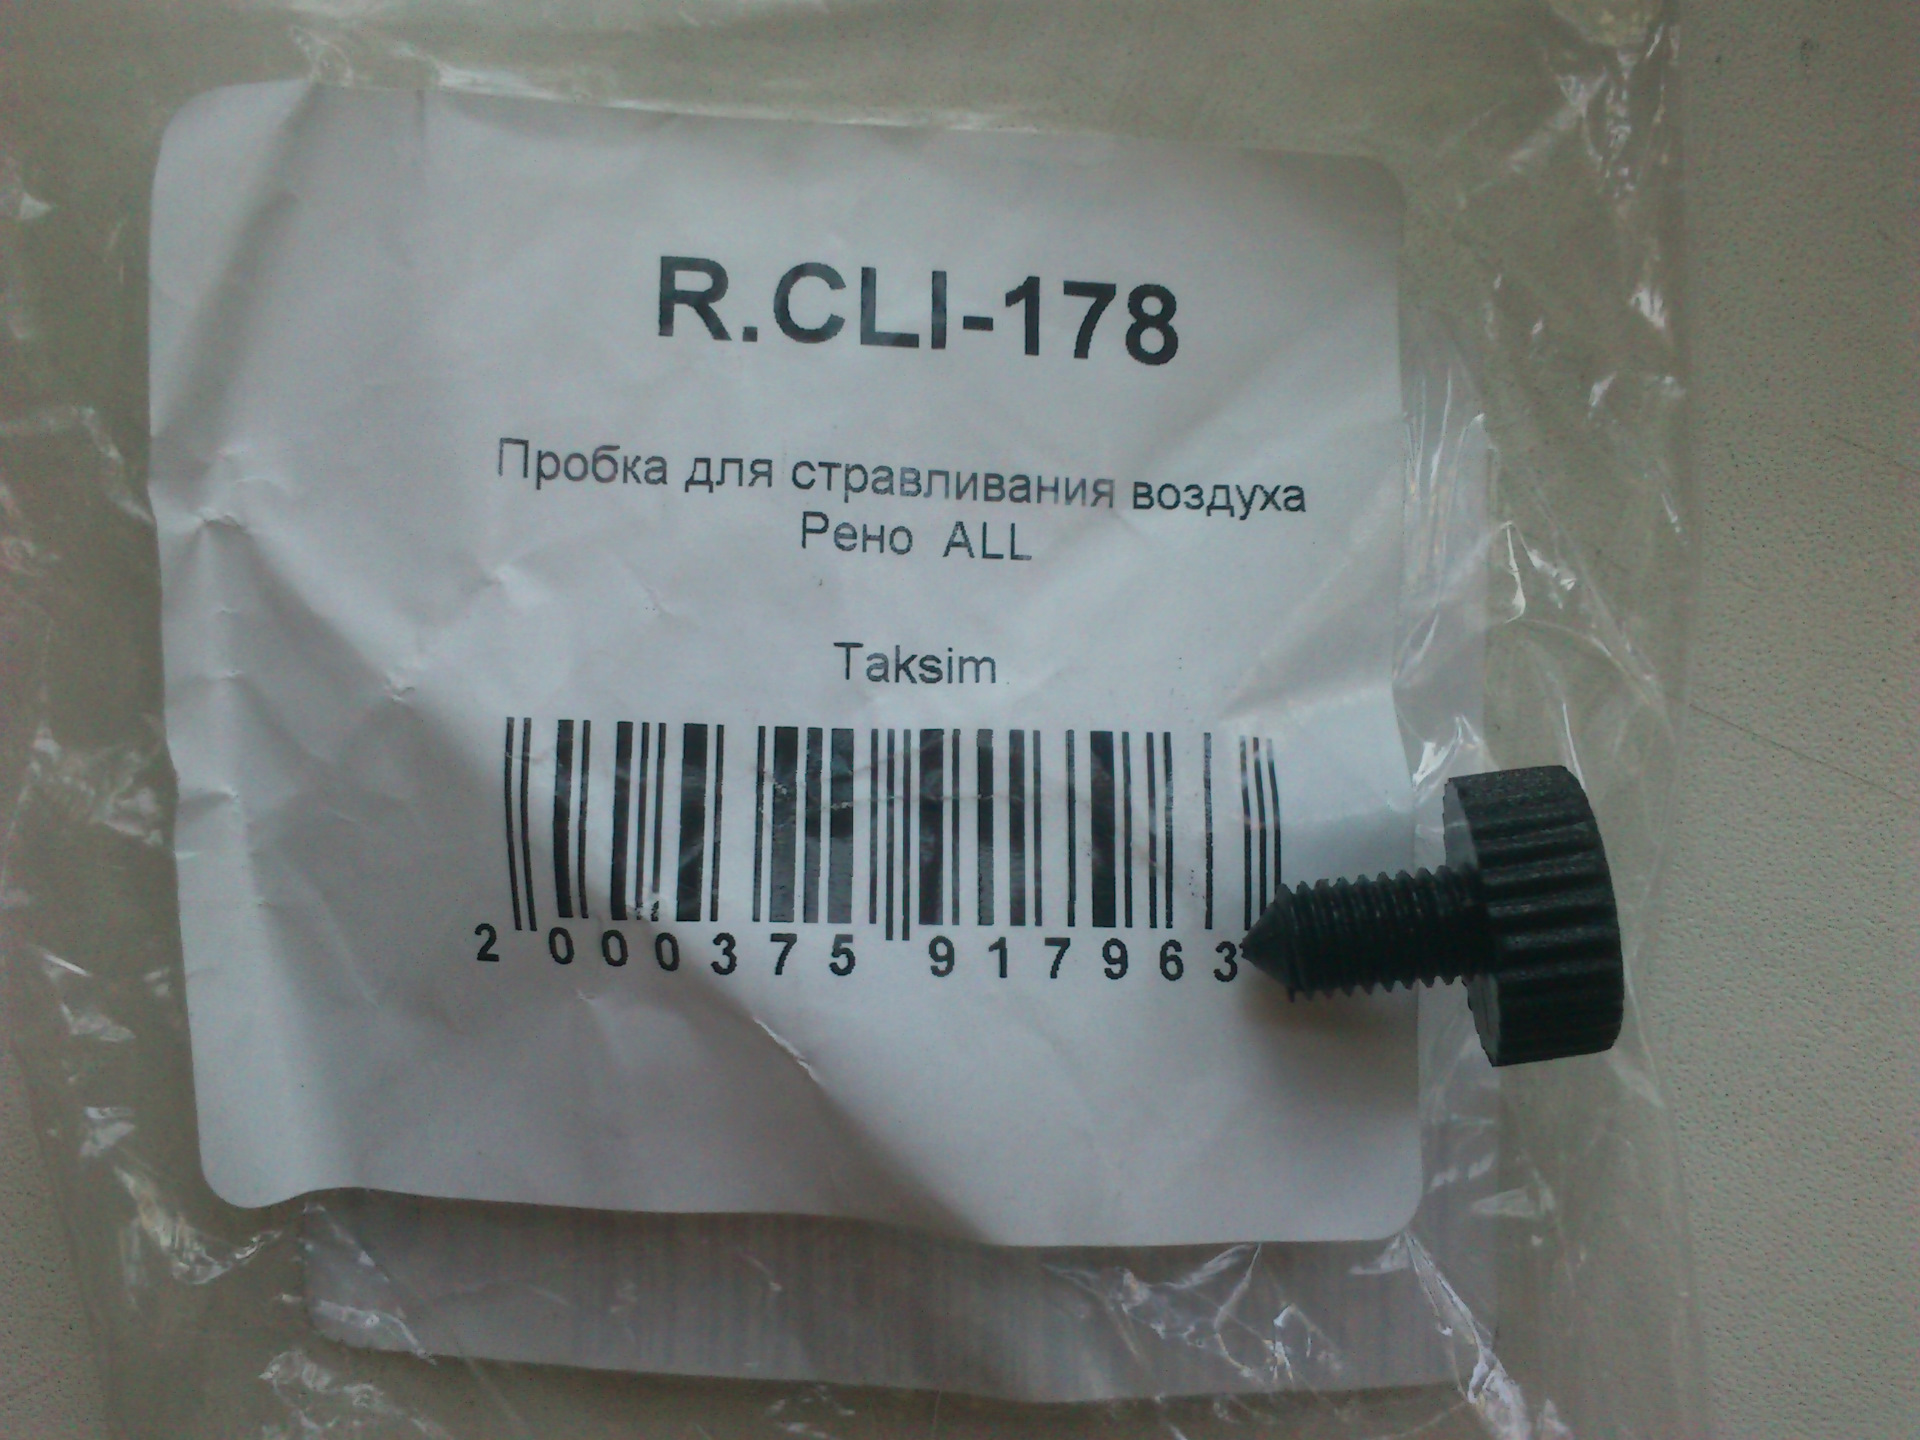 R.CLI-178
Пробка для стравливания воздуха
Рено ALL
Taksim
2 000375 917963